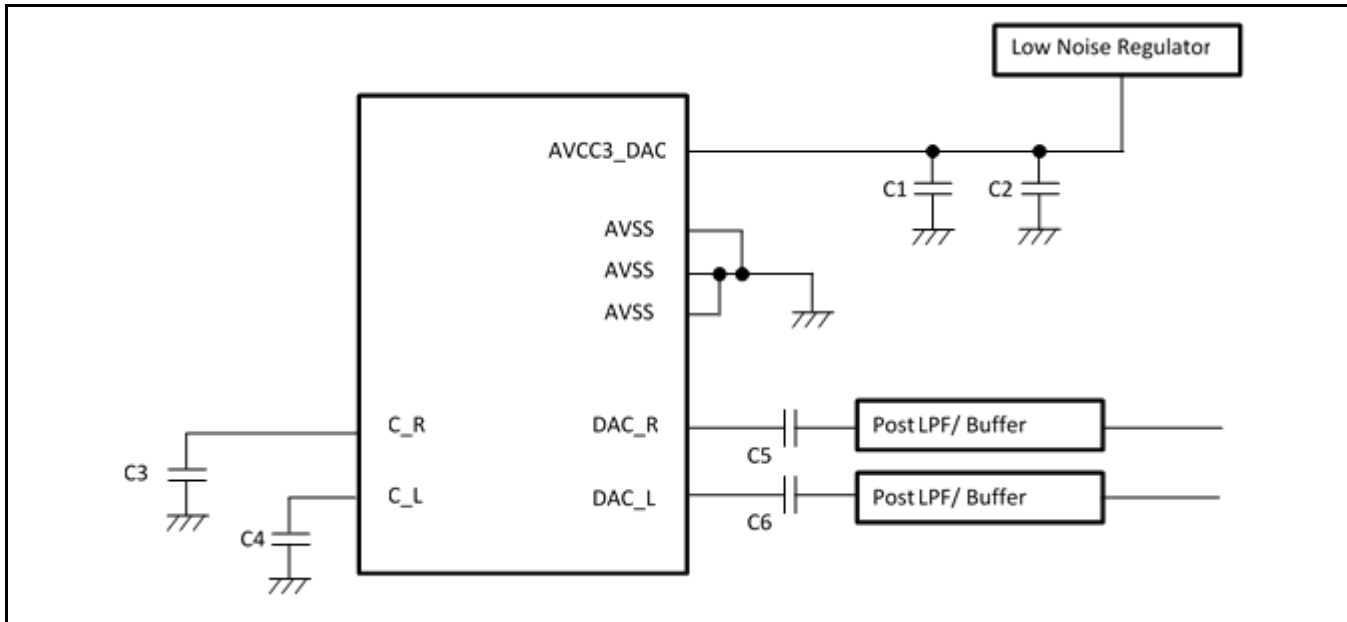 Low Noise Regulator
AVCC3_DAC
C1
C2
AVSS
AVSS
AVSS
C_R
DAC_R
Post LPF/ Buffer
C5
C3
C_L
DAC_L
Post LPF/ Buffer
C6
C4